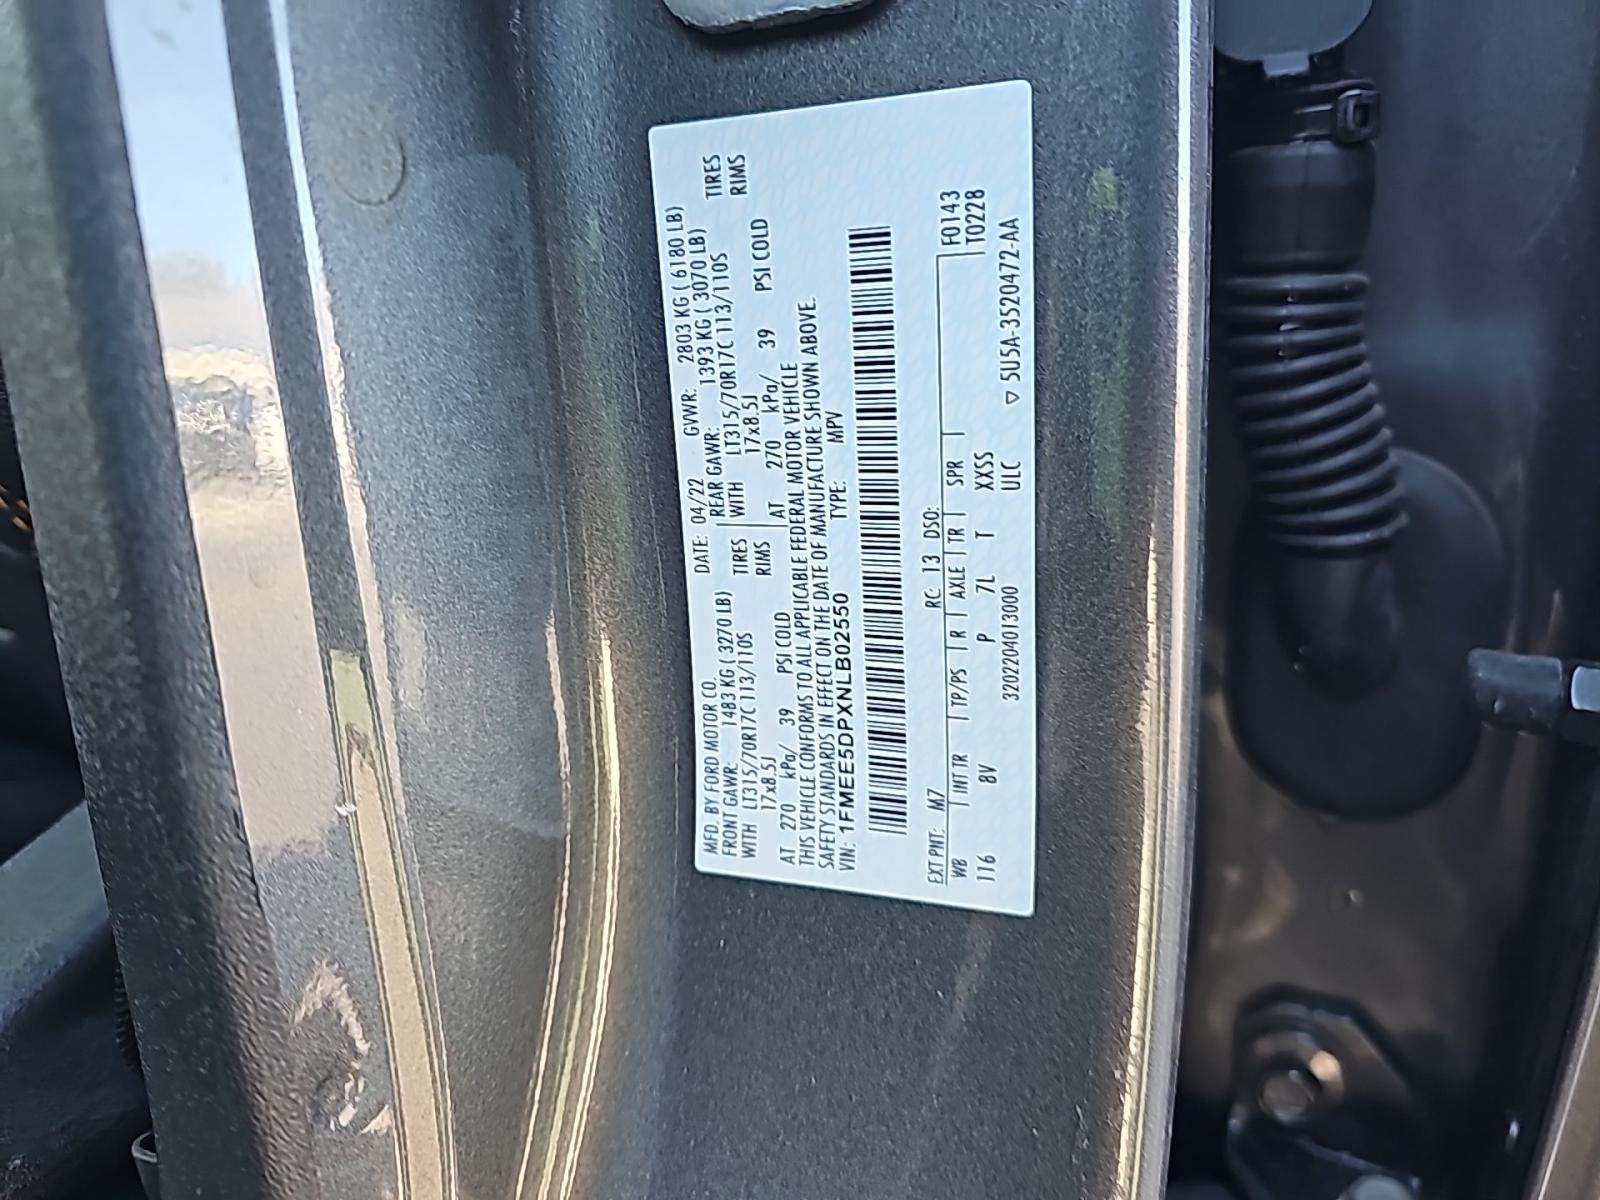 MFD. BY FORD MOTOR CO.
DATE: 04/22 GVWR: 2803 KG ( 6180 LB)
FRONT GAWR: 1483 KG ( 3270 LB)
REAR GAWR: 1393 KG ( 3070 LB)
WITH LT315/70R17C 113/110S TIRES
WITH LT315/70R17C 113/110S TIRES
17x8.5J RIMS
17x8.5J RIMS
AT 270 kPa/ 39 PSI COLD
AT 270 kPa/ 39 PSI COLD
THIS VEHICLE CONFORMS TO ALL APPLICABLE FEDERAL MOTOR VEHICLE
SAFETY STANDARDS IN EFFECT ON THE DATE OF MANUFACTURE SHOWN ABOVE.
VIN: 1FMEE5DPXNLB02550 TYPE: MPV
EXT PNT: M7 RC: 13 DSO: F0143
WB INT TR TP/PS R AXLE TR SPR T0228
116 8V P 7L T XXSS
3202204013000 ULC ▽ 5U5A-3520472-AA